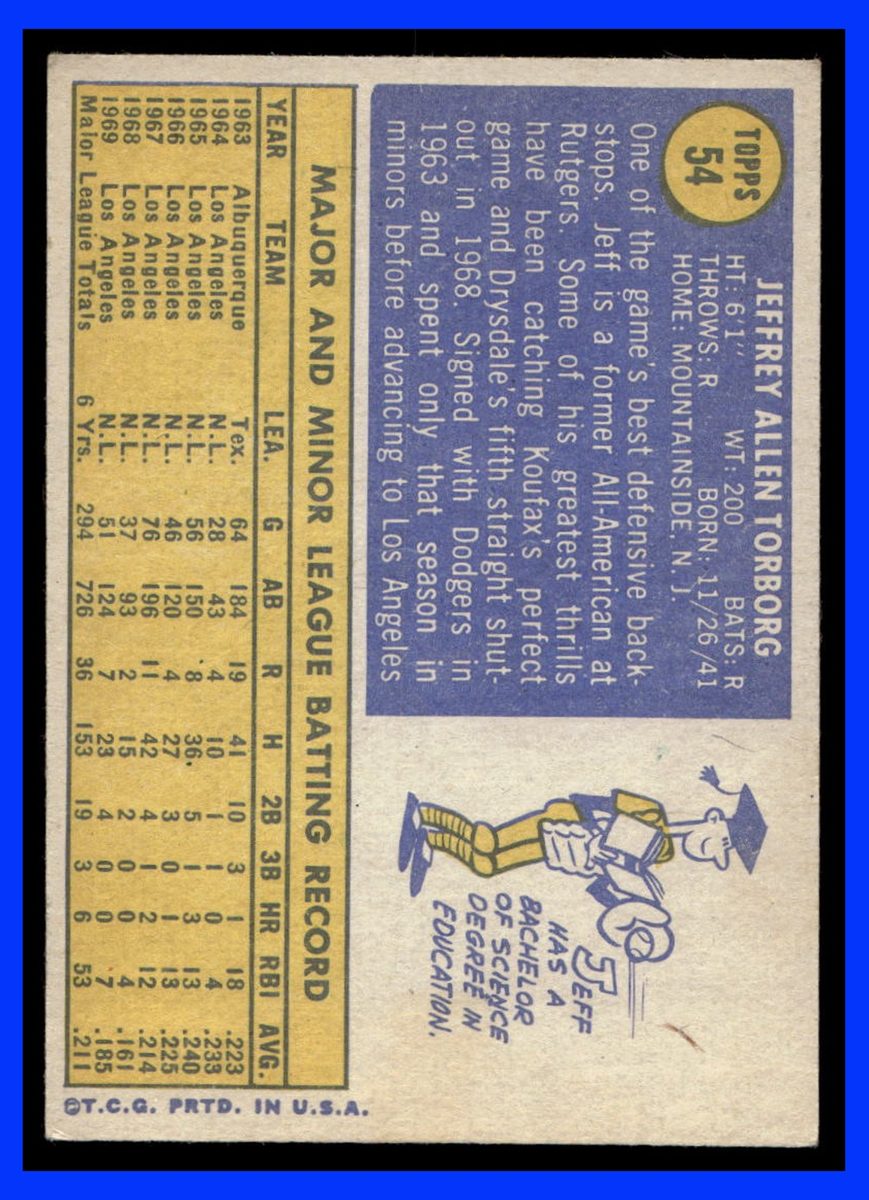 TOPPS
54
JEFFREY ALLEN TORBORG
HT: 6'1" WT: 200 BATS: R
THROWS: R BORN: 11/26/41
HOME: MOUNTAINSIDE, N. J.
One of the game's best defensive back-
stops. Jeff is a former All-American at
Rutgers. Some of his greatest thrills
have been catching Koufax's perfect
game and Drysdale's fifth straight shut-
out in 1968. Signed with Dodgers in
1963 and spent only that season in
minors before advancing to Los Angeles
JEFF
HAS A
BACHELOR
OF SCIENCE
DEGREE IN
EDUCATION.
MAJOR AND MINOR LEAGUE BATTING RECORD
YEAR TEAM LEA. G AB R H 2B 3B HR RBI AVG.
1963 Albuquerque Tex. 64 184 19 41 10 3 1 18 .223
1964 Los Angeles N.L. 28 43 4 10 1 1 0 4 .233
1965 Los Angeles N.L. 56 150 8 36 5 1 3 13 .240
1966 Los Angeles N.L. 46 120 4 27 3 0 1 13 .225
1967 Los Angeles N.L. 76 196 11 42 4 1 2 12 .214
1968 Los Angeles N.L. 37 93 2 15 2 0 0 4 .161
1969 Los Angeles N.L. 51 124 7 23 4 0 0 7 .185
Major League Totals 6 Yrs. 294 726 36 153 19 3 6 53 .211
©T.C.G. PRTD. IN U.S.A.